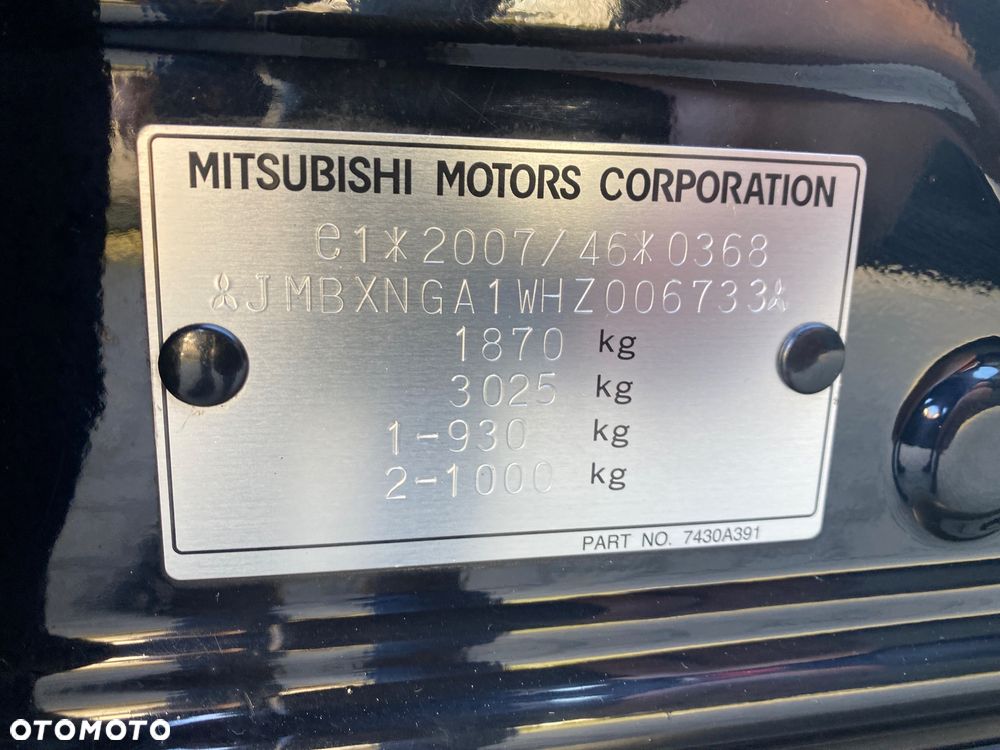 MITSUBISHI MOTORS CORPORATION
e1*2007/46*0368
JMBXNGA1WHZ006733
1870 kg
3025 kg
1-930 kg
2-1000 kg
PART NO. 7430A391
OTOMOTO